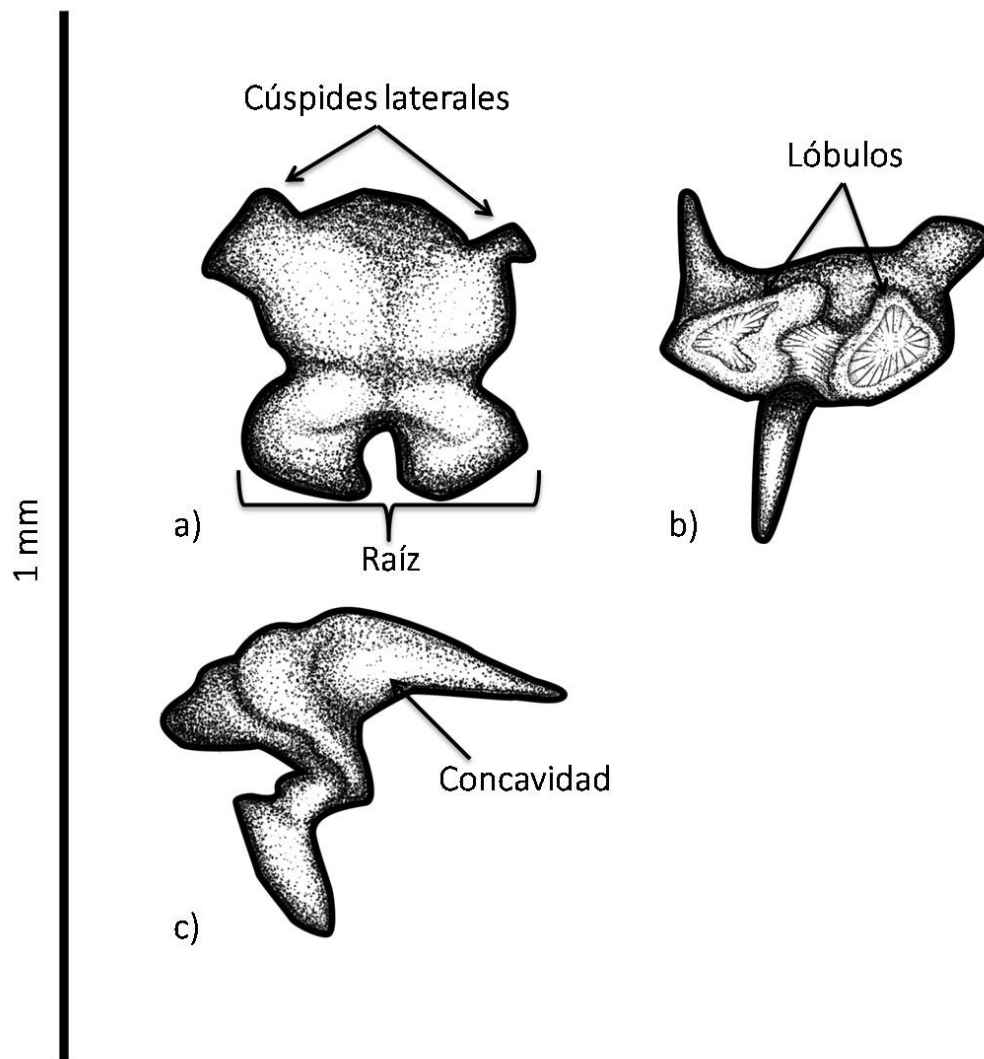 Cúspides laterales
Lóbulos
a)
Raíz
b)
1 mm
Concavidad
c)